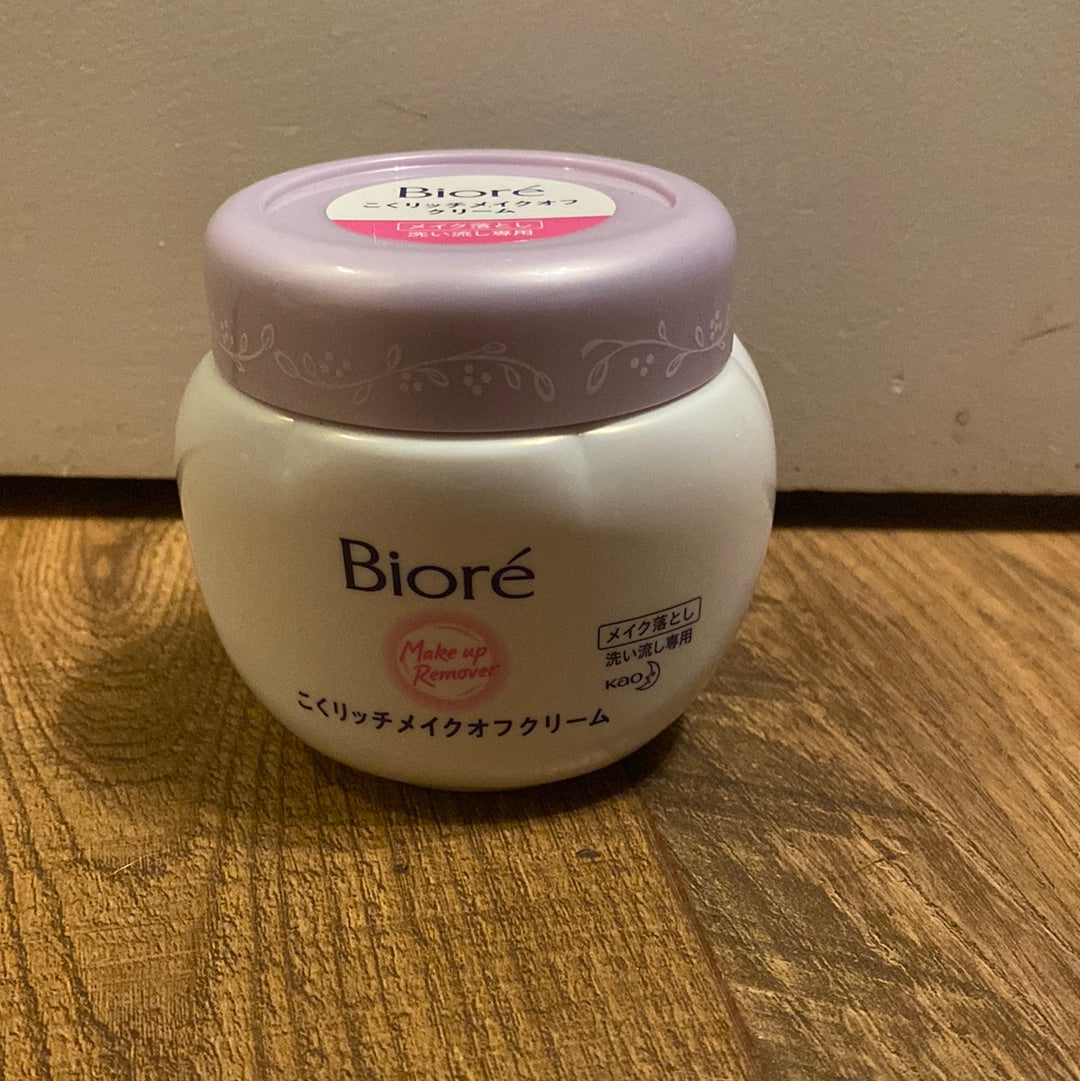 Bioré
こくリッチメイクオフ
クリーム
メイク落とし
洗い流し専用
Bioré
Make up
Remover
こくリッチメイクオフクリーム
メイク落とし
洗い流し専用
Kao